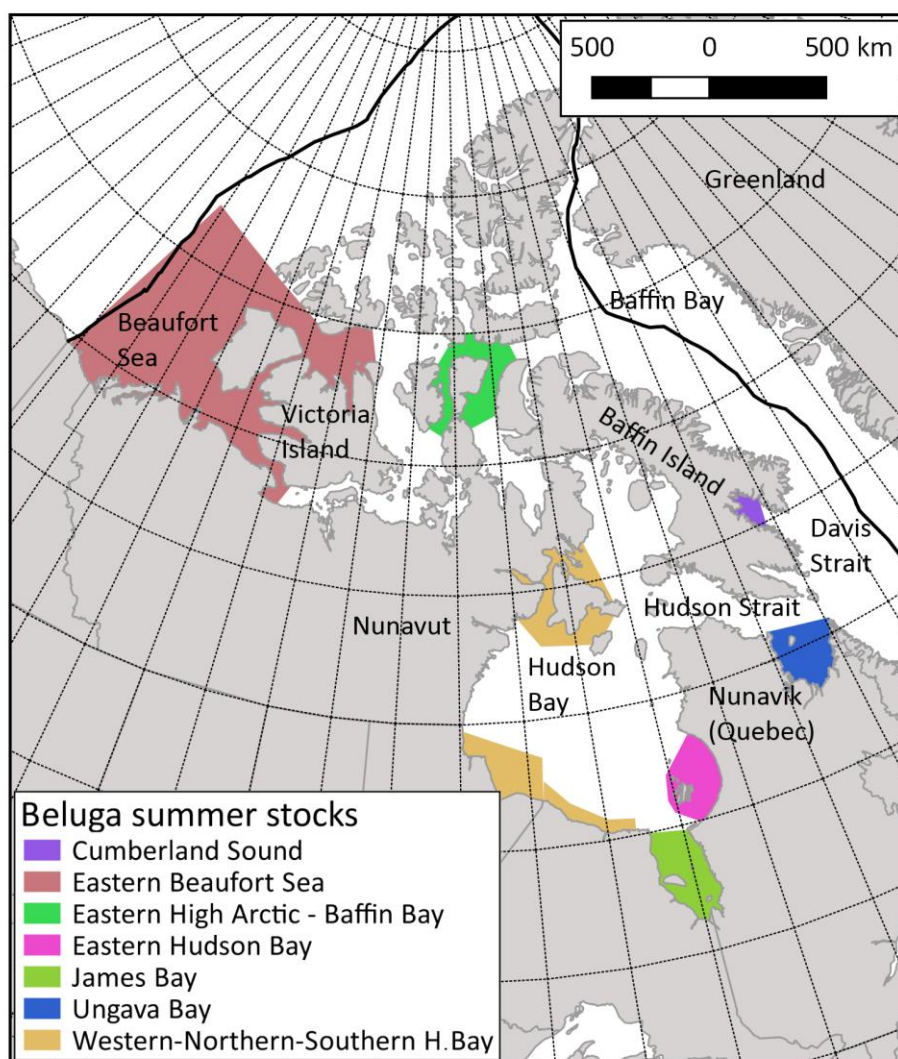 500 0 500 km
Greenland
Baffin Bay
Beaufort
Sea
Victoria
Island
Baffin Island
Davis
Strait
Hudson Strait
Nunavut
Hudson
Bay
Nunavik
(Quebec)
Beluga summer stocks
Cumberland Sound
Eastern Beaufort Sea
Eastern High Arctic - Baffin Bay
Eastern Hudson Bay
James Bay
Ungava Bay
Western-Northern-Southern H.Bay